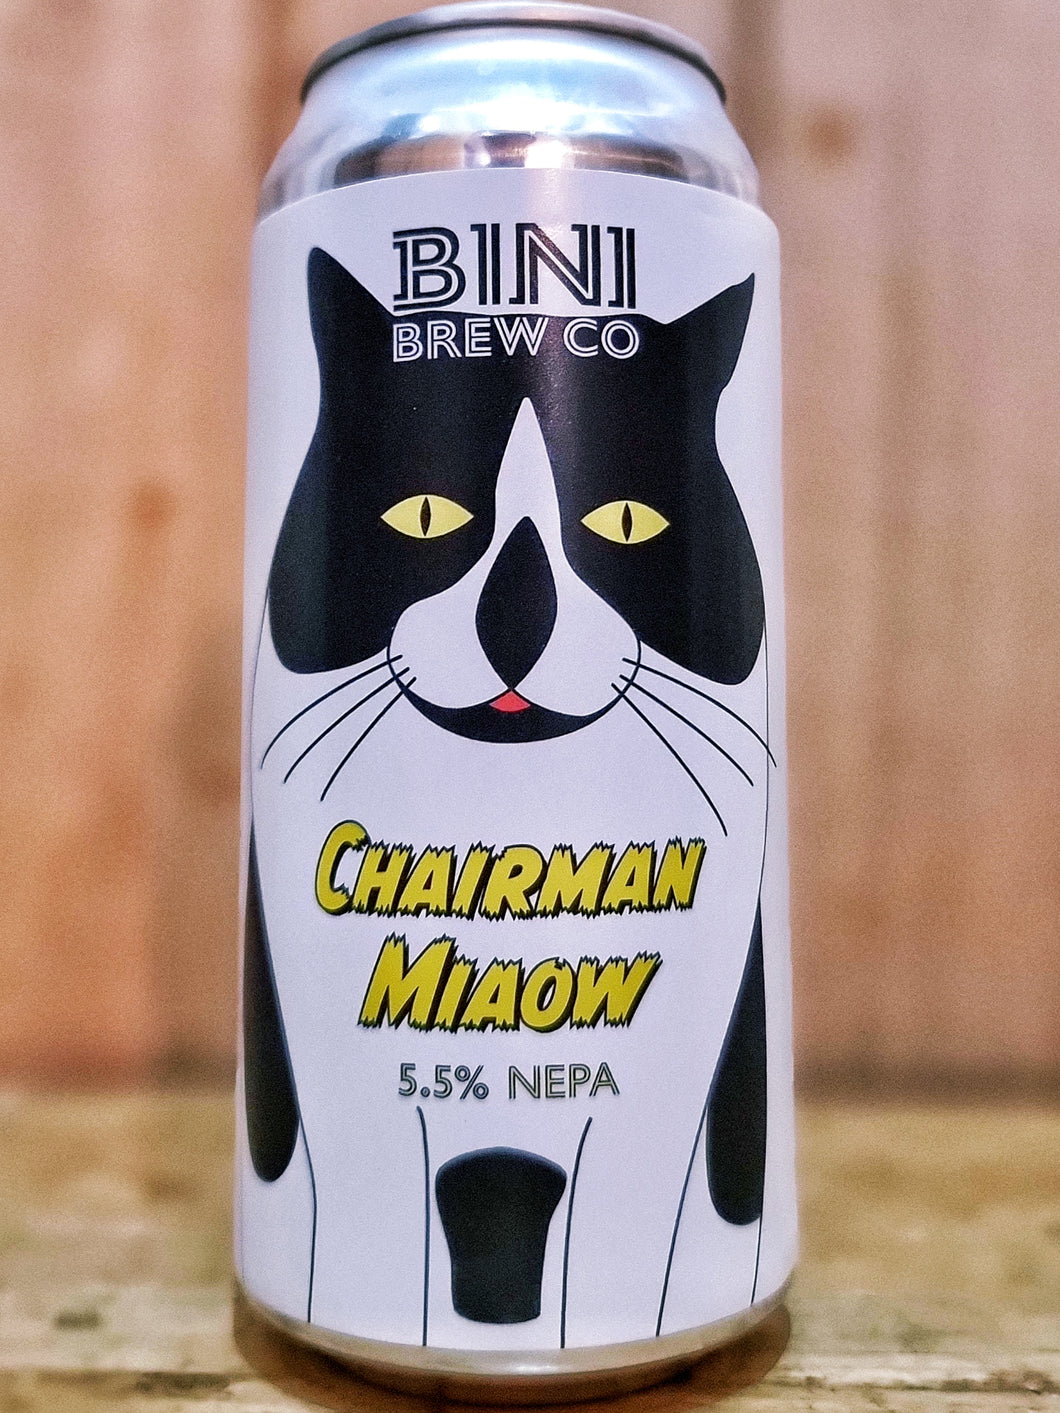 BINI
BREW CO
CHAIRMAN
MIAOW
5.5% NEPA